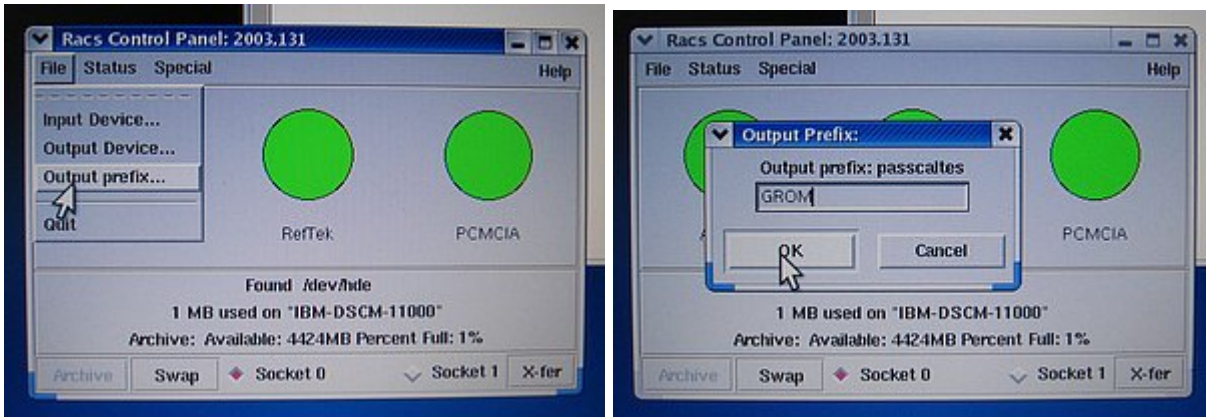 Racs Control Panel: 2003.131
File Status Special Help
Input Device...
Output Device...
Output prefix...
Quit
RefTek PCMCIA
Found /dev/hde
1 MB used on "IBM-DSCM-11000"
Archive: Available: 4424MB Percent Full: 1%
Archive Swap Socket 0 Socket 1 X-fer
Racs Control Panel: 2003.131
File Status Special Help
Output Prefix:
Output prefix: passcaltes
GROM
OK Cancel
PCMCIA
1 MB used on "IBM-DSCM-11000"
Archive: Available: 4424MB Percent Full: 1%
Archive Swap Socket 0 Socket 1 X-fer